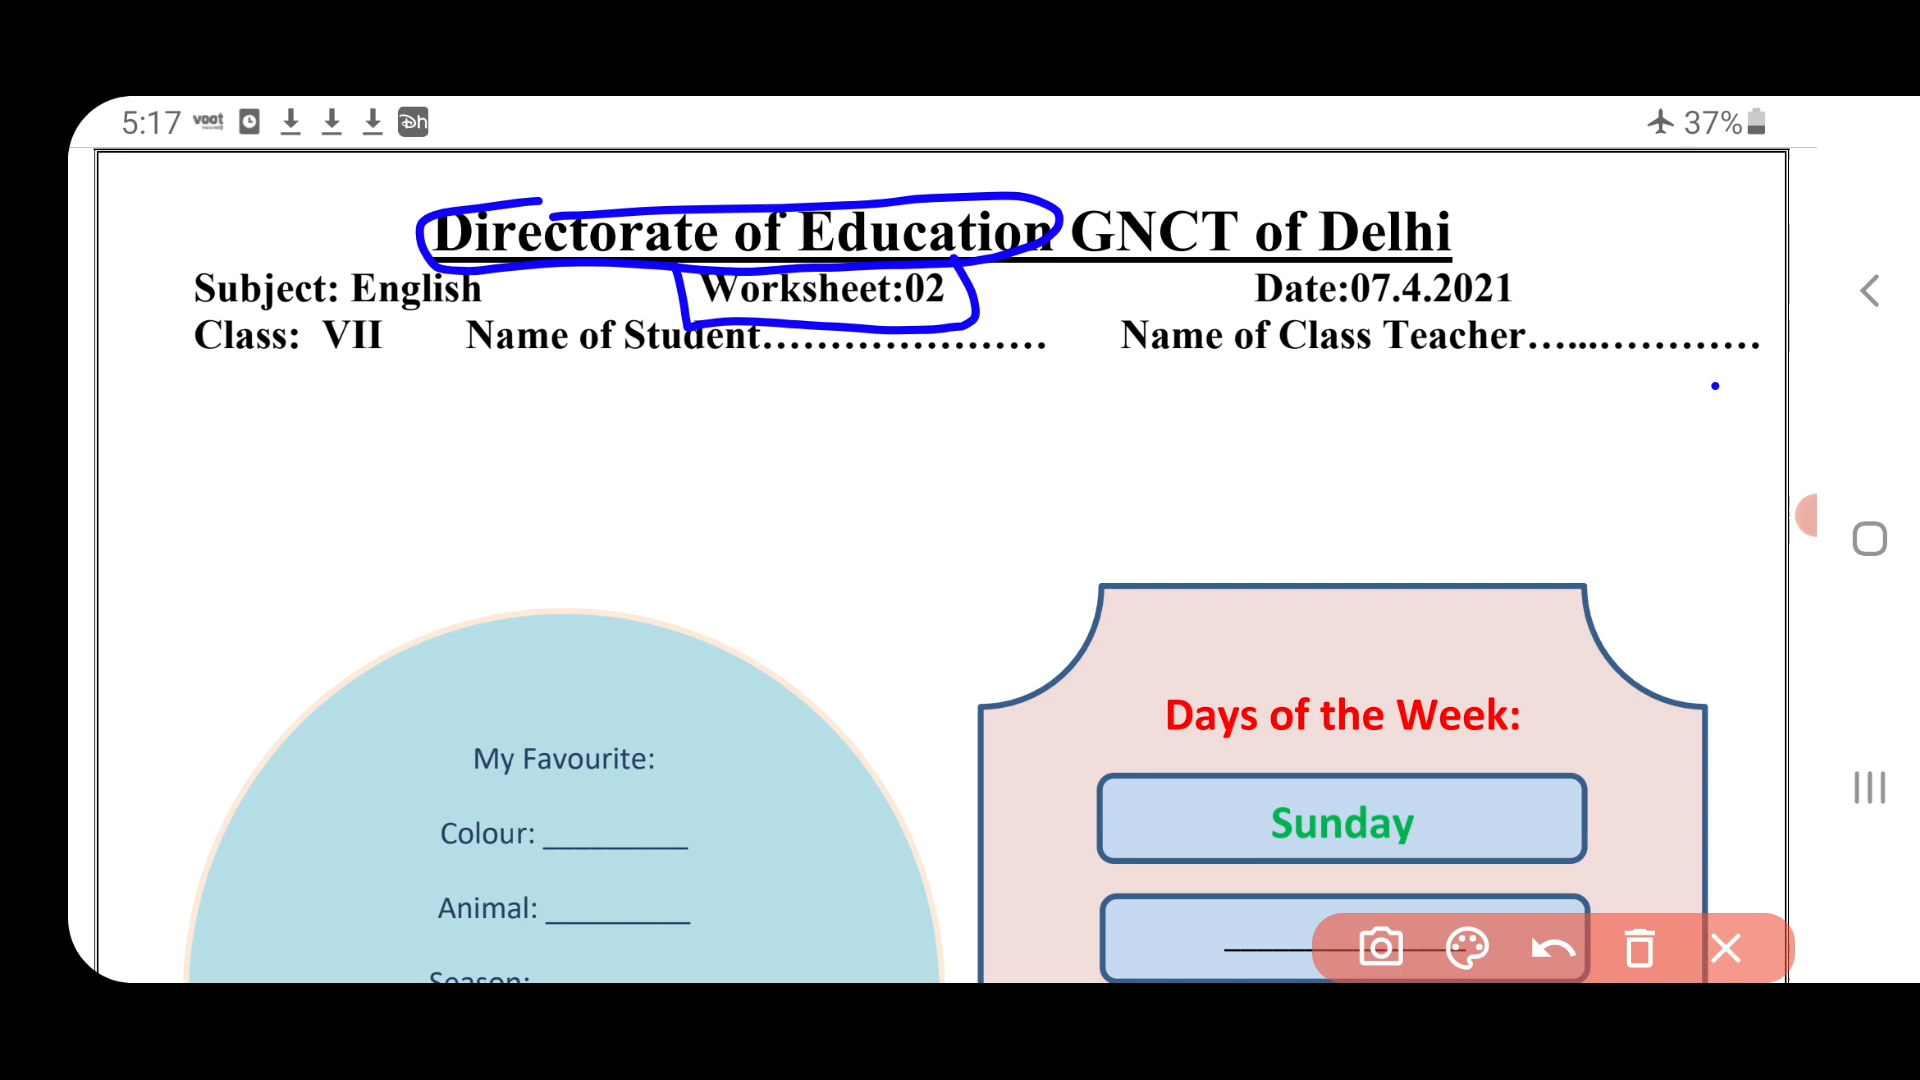 5:17 voot 37%
Directorate of Education GNCT of Delhi
Subject: English Worksheet:02 Date:07.4.2021
Class: VII Name of Student..................... Name of Class Teacher..................
Days of the Week:
My Favourite:
Colour: _________
Sunday
Animal: _________
Season: